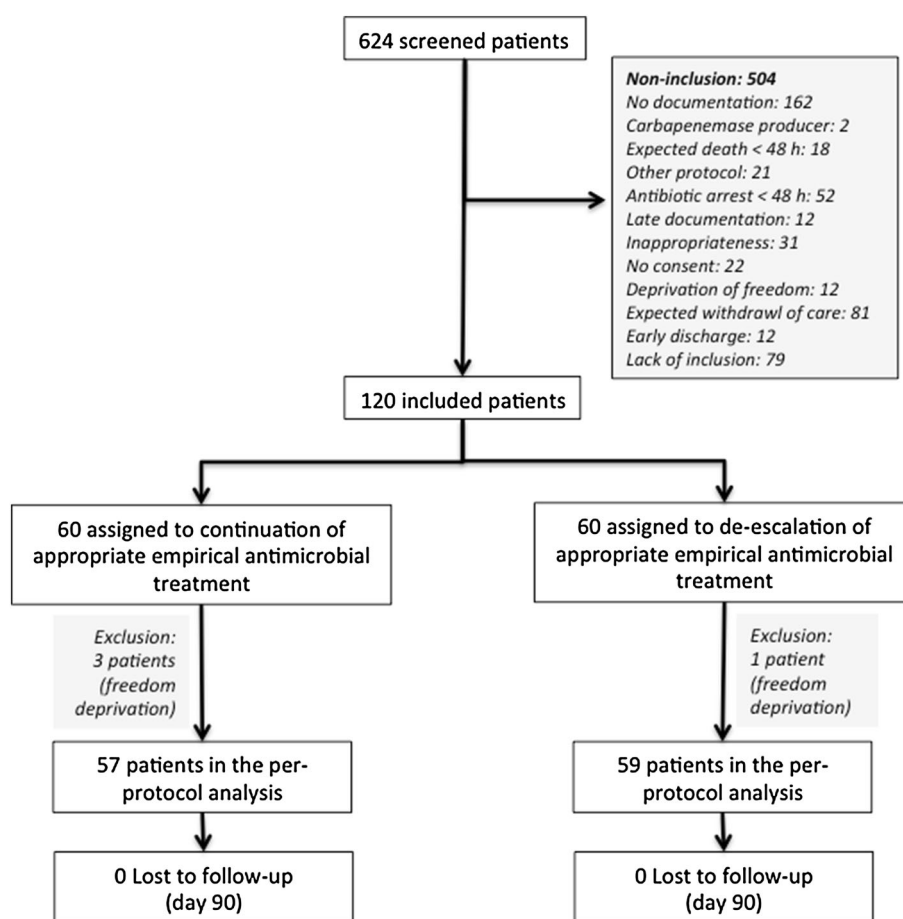 624 screened patients
Non-inclusion: 504
No documentation: 162
Carbapenemase producer: 2
Expected death < 48 h: 18
Other protocol: 21
Antibiotic arrest < 48 h: 52
Late documentation: 12
Inappropriateness: 31
No consent: 22
Deprivation of freedom: 12
Expected withdrawl of care: 81
Early discharge: 12
Lack of inclusion: 79
120 included patients
60 assigned to continuation of
appropriate empirical antimicrobial
treatment
60 assigned to de-escalation of
appropriate empirical antimicrobial
treatment
Exclusion:
3 patients
(freedom
deprivation)
Exclusion:
1 patient
(freedom
deprivation)
57 patients in the per-
protocol analysis
59 patients in the per-
protocol analysis
0 Lost to follow-up
(day 90)
0 Lost to follow-up
(day 90)